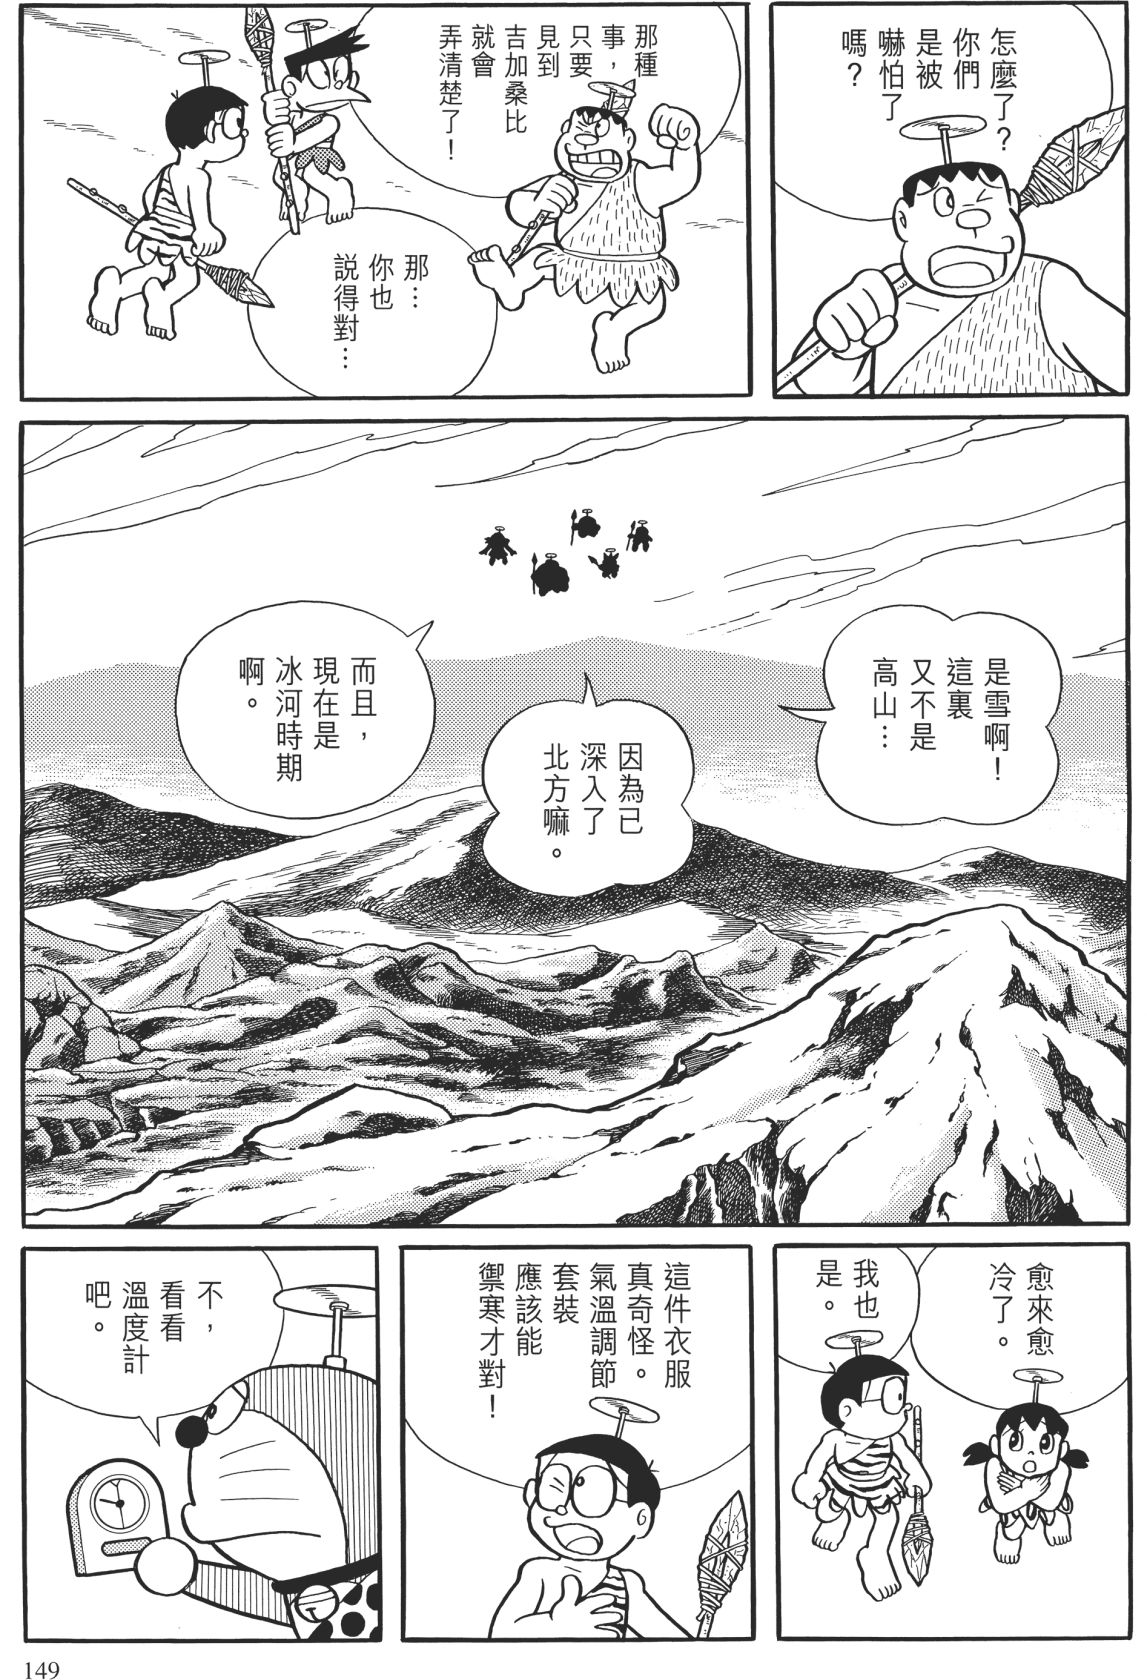 怎麼了？
你們
是被
嚇怕了
嗎？
那種
事，
只要
見到
吉加桑比
就會
弄清楚了！
那…
你也
説得對…
是雪啊！
這裏
又不是
高山…
因為已
深入了
北方嘛。
而且，
現在是
冰河時期
啊。
愈來愈
冷了。
我也
是。
這件衣服
真奇怪。
氣溫調節
套裝
應該能
禦寒才對！
不，
看看
溫度計
吧。
149